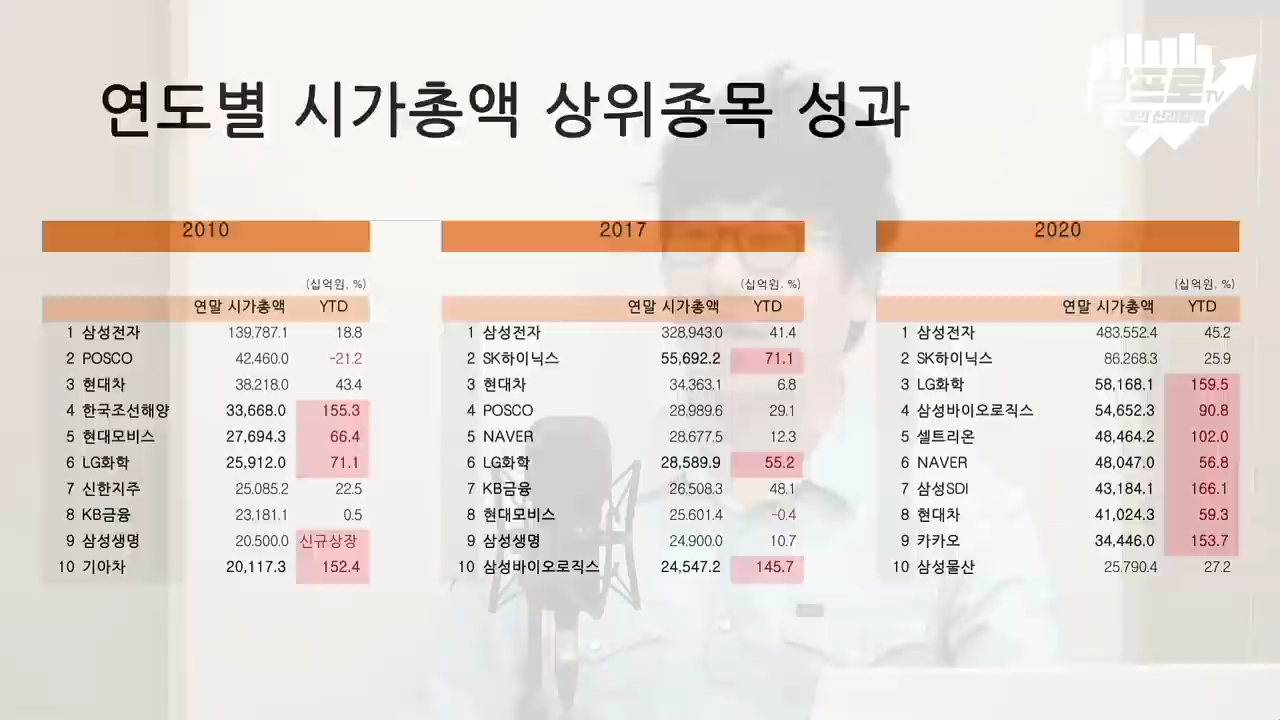 연도별 시가총액 상위종목 성과
프로TV
2010
(십억원, %)
연말 시가총액 YTD
1 삼성전자 139,787.1 18.8
2 POSCO 42,460.0 -21.2
3 현대차 38,218.0 43.4
4 한국조선해양 33,668.0 155.3
5 현대모비스 27,694.3 66.4
6 LG화학 25,912.0 71.1
7 신한지주 25,085.2 22.5
8 KB금융 23,181.1 0.5
9 삼성생명 20,500.0 신규상장
10 기아차 20,117.3 152.4
2017
(십억원, %)
연말 시가총액 YTD
1 삼성전자 328,943.0 41.4
2 SK하이닉스 55,692.2 71.1
3 현대차 34,363.1 6.8
4 POSCO 28,989.6 29.1
5 NAVER 28,677.5 12.3
6 LG화학 28,589.9 55.2
7 KB금융 26,508.3 48.1
8 현대모비스 25,601.4 -0.4
9 삼성생명 24,900.0 10.7
10 삼성바이오로직스 24,547.2 145.7
2020
(십억원, %)
연말 시가총액 YTD
1 삼성전자 483,552.4 45.2
2 SK하이닉스 86,268.3 25.9
3 LG화학 58,168.1 159.5
4 삼성바이오로직스 54,652.3 90.8
5 셀트리온 48,464.2 102.0
6 NAVER 48,047.0 56.8
7 삼성SDI 43,184.1 166.1
8 현대차 41,024.3 59.3
9 카카오 34,446.0 153.7
10 삼성물산 25,790.4 27.2